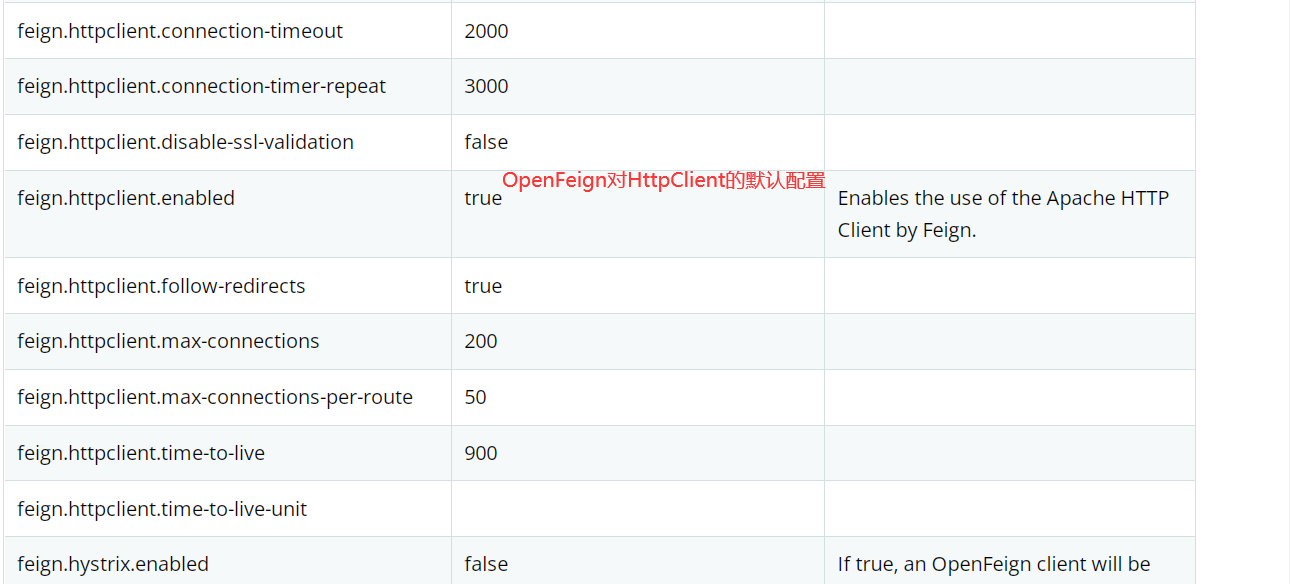 feign.httpclient.connection-timeout 2000
feign.httpclient.connection-timer-repeat 3000
feign.httpclient.disable-ssl-validation false
OpenFeign对HttpClient的默认配置
feign.httpclient.enabled true Enables the use of the Apache HTTP
Client by Feign.
feign.httpclient.follow-redirects true
feign.httpclient.max-connections 200
feign.httpclient.max-connections-per-route 50
feign.httpclient.time-to-live 900
feign.httpclient.time-to-live-unit
feign.hystrix.enabled false If true, an OpenFeign client will be